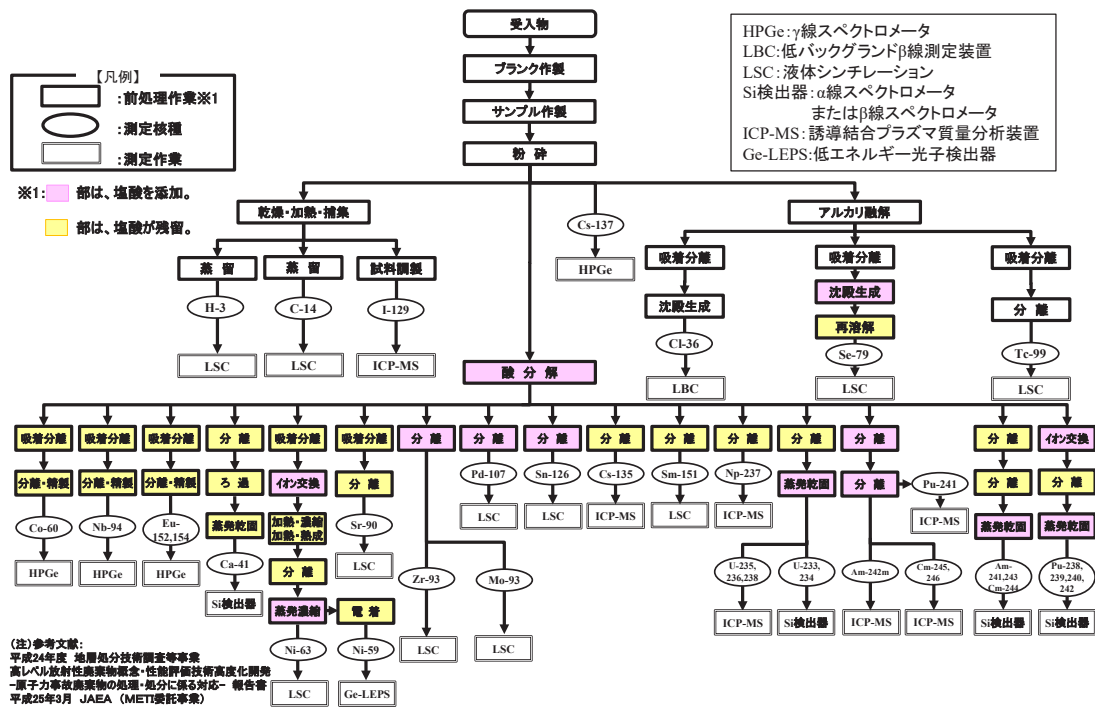 受入物
ブランク作製
サンプル作製
粉 砕
HPGe：γ線スペクトロメータ
LBC：低バックグランドβ線測定装置
LSC：液体シンチレーション
Si検出器：α線スペクトロメータ
またはβ線スペクトロメータ
ICP-MS：誘導結合プラズマ質量分析装置
Ge-LEPS：低エネルギー光子検出器
【凡例】
：前処理作業※1
：測定核種
：測定作業
※1： 部は、塩酸を添加。
部は、塩酸が残留。
乾燥・加熱・捕集
Cs-137
アルカリ融解
HPGe
蒸 留
蒸 留
試料調製
H-3
C-14
I-129
LSC
LSC
ICP-MS
吸着分離
吸着分離
吸着分離
沈殿生成
沈殿生成
分 離
再溶解
Cl-36
Se-79
Tc-99
LBC
LSC
LSC
酸 分 解
吸着分離
吸着分離
吸着分離
分 離
吸着分離
吸着分離
分 離
分 離
分 離
分 離
分 離
分 離
吸着分離
分 離
分 離
イオン交換
分離・精製
分離・精製
分離・精製
ろ 過
イオン交換
分 離
Pd-107
Sn-126
Cs-135
Sm-151
Np-237
蒸発乾固
分 離
Pu-241
分 離
分 離
Co-60
Nb-94
Eu-
152,154
蒸発乾固
加熱・濃縮
加熱・熟成
Sr-90
LSC
LSC
ICP-MS
LSC
ICP-MS
ICP-MS
蒸発乾固
蒸発乾固
HPGe
HPGe
HPGe
Ca-41
分 離
LSC
Zr-93
Mo-93
U-235,
236,238
U-233,
234
Am-242m
Cm-245,
246
Am-
241,243
Cm-244
Pu-238,
239,240,
242
Si検出器
蒸発濃縮
電 着
LSC
LSC
ICP-MS
Si検出器
ICP-MS
ICP-MS
Si検出器
Si検出器
Ni-63
Ni-59
LSC
Ge-LEPS
(注)参考文献：
平成24年度 地層処分技術調査等事業
高レベル放射性廃棄物概念・性能評価技術高度化開発
-原子力事故廃棄物の処理・処分に係る対応- 報告書
平成25年3月 JAEA （METI委託事業）